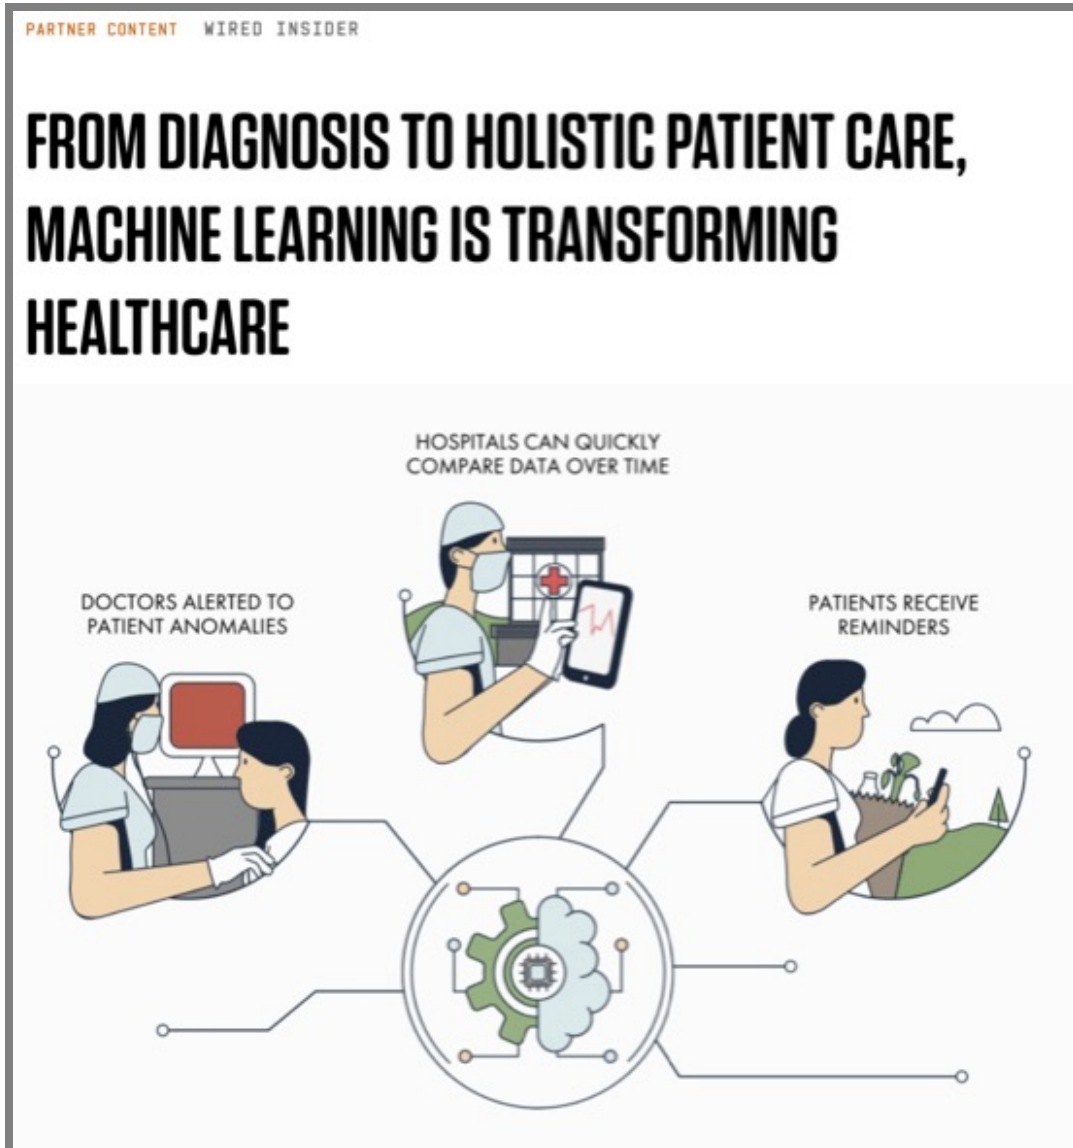 PARTNER CONTENT WIRED INSIDER
FROM DIAGNOSIS TO HOLISTIC PATIENT CARE,
MACHINE LEARNING IS TRANSFORMING
HEALTHCARE
HOSPITALS CAN QUICKLY
COMPARE DATA OVER TIME
DOCTORS ALERTED TO
PATIENT ANOMALIES
PATIENTS RECEIVE
REMINDERS